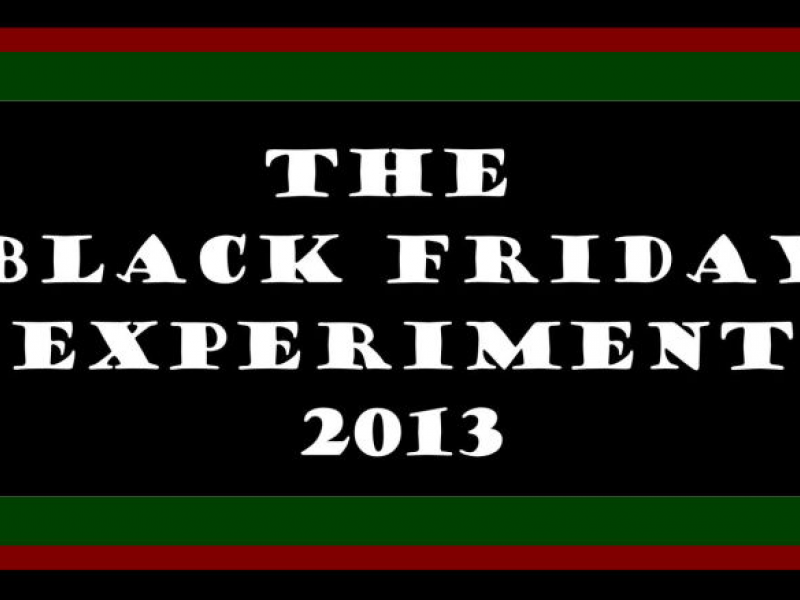 THE
BLACK FRIDAY
EXPERIMENT
2013